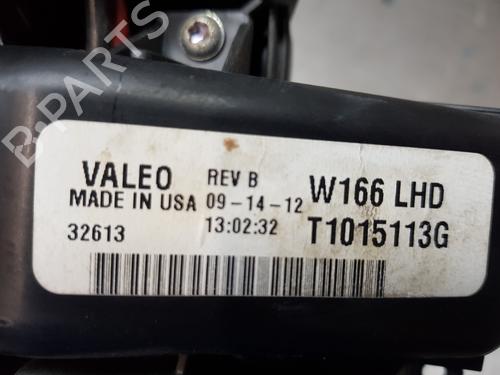 VALEO REV B W166 LHD
MADE IN USA 09-14-12
32613 13:02:32 T1015113G
B-PARTS